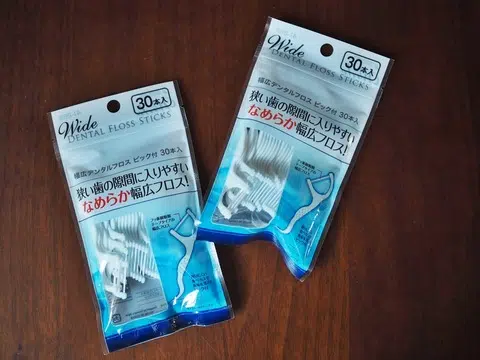 30本入
Wide
DENTAL FLOSS STICKS
幅広デンタルフロス ピック付 30本入
狭い歯の隙間に入りやすい
なめらか幅広フロス!
30本入
Wide
DENTAL FLOSS STICKS
幅広デンタルフロス ピック付 30本入
狭い歯の隙間に入りやすい
なめらか幅広フロス!